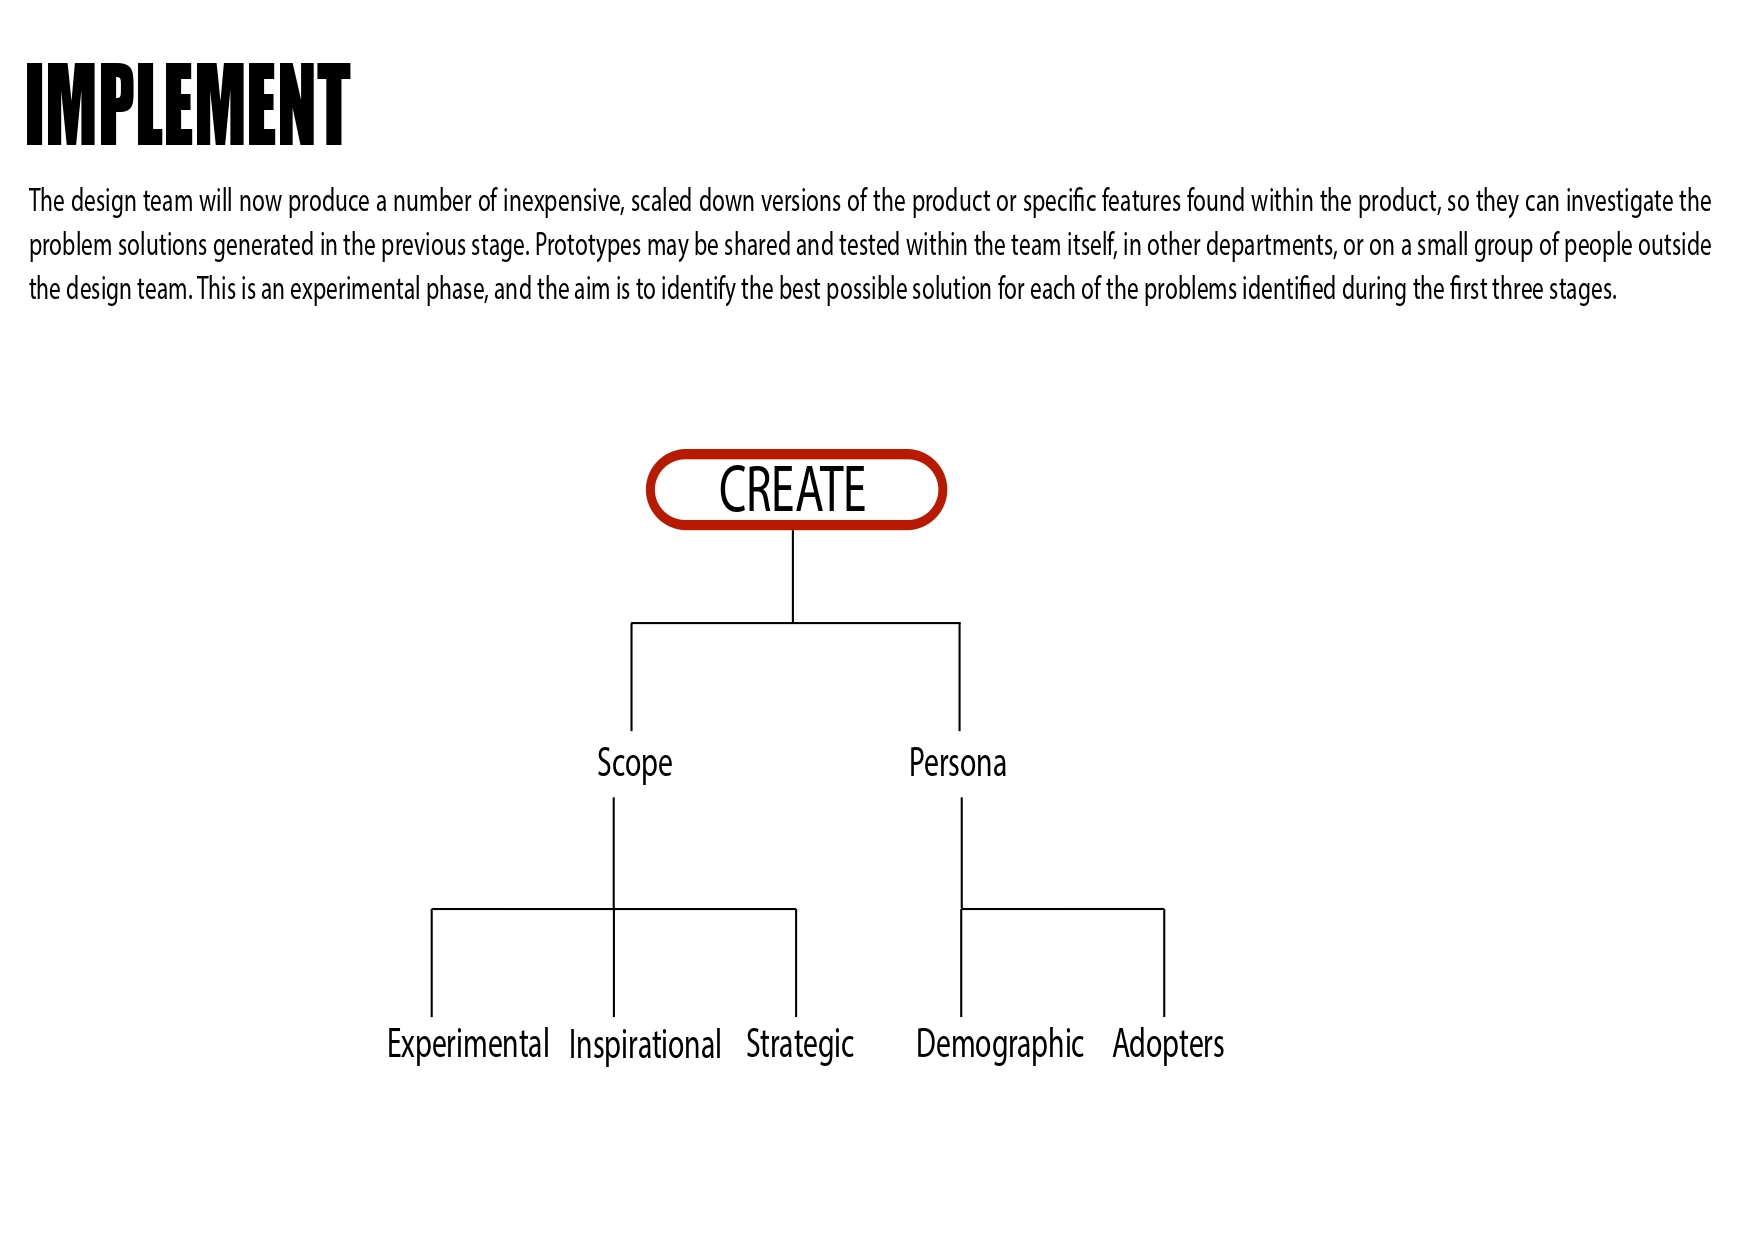 IMPLEMENT
The design team will now produce a number of inexpensive, scaled down versions of the product or specific features found within the product, so they can investigate the
problem solutions generated in the previous stage. Prototypes may be shared and tested within the team itself, in other departments, or on a small group of people outside
the design team. This is an experimental phase, and the aim is to identify the best possible solution for each of the problems identified during the first three stages.
CREATE
Scope Persona
Experimental Inspirational Strategic Demographic Adopters